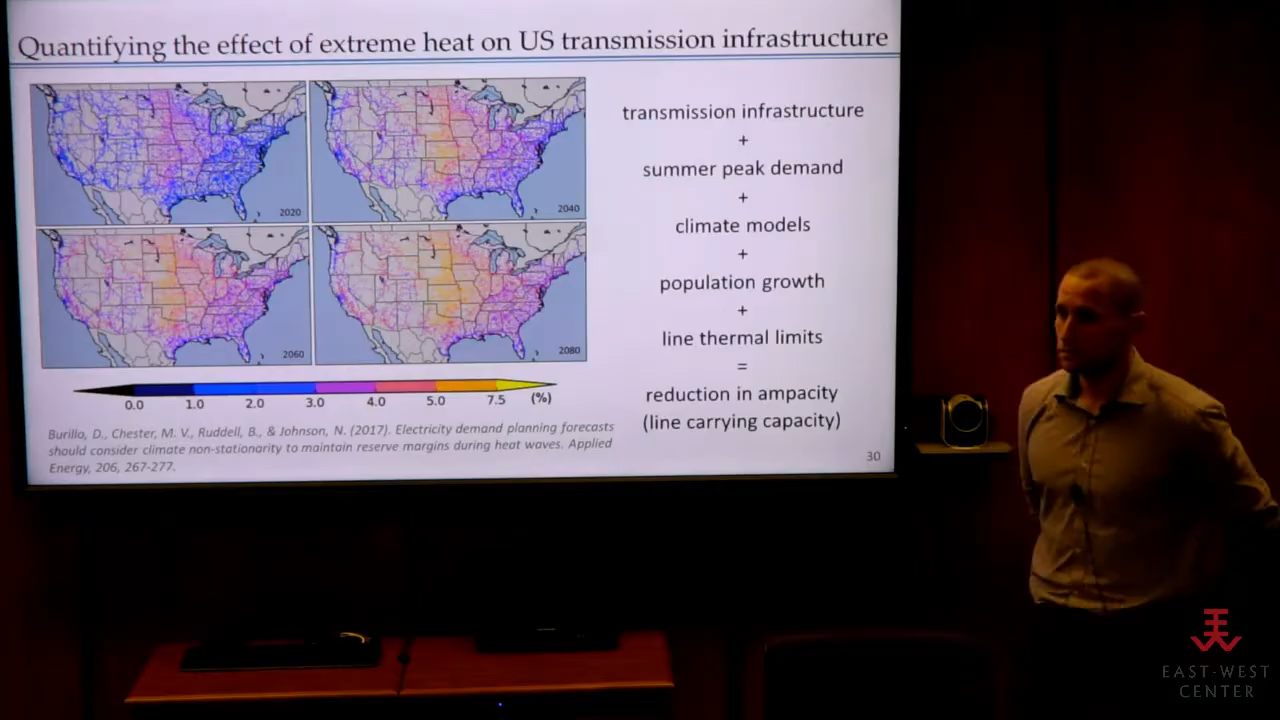 Quantifying the effect of extreme heat on US transmission infrastructure
2020
2040
2060
2080
0.0 1.0 2.0 3.0 4.0 5.0 7.5 (%)
Burillo, D., Chester, M. V., Ruddell, B., & Johnson, N. (2017). Electricity demand planning forecasts
should consider climate non-stationarity to maintain reserve margins during heat waves. Applied
Energy, 206, 267-277.
transmission infrastructure
+
summer peak demand
+
climate models
+
population growth
+
line thermal limits
=
reduction in ampacity
(line carrying capacity)
30
EAST-WEST
CENTER